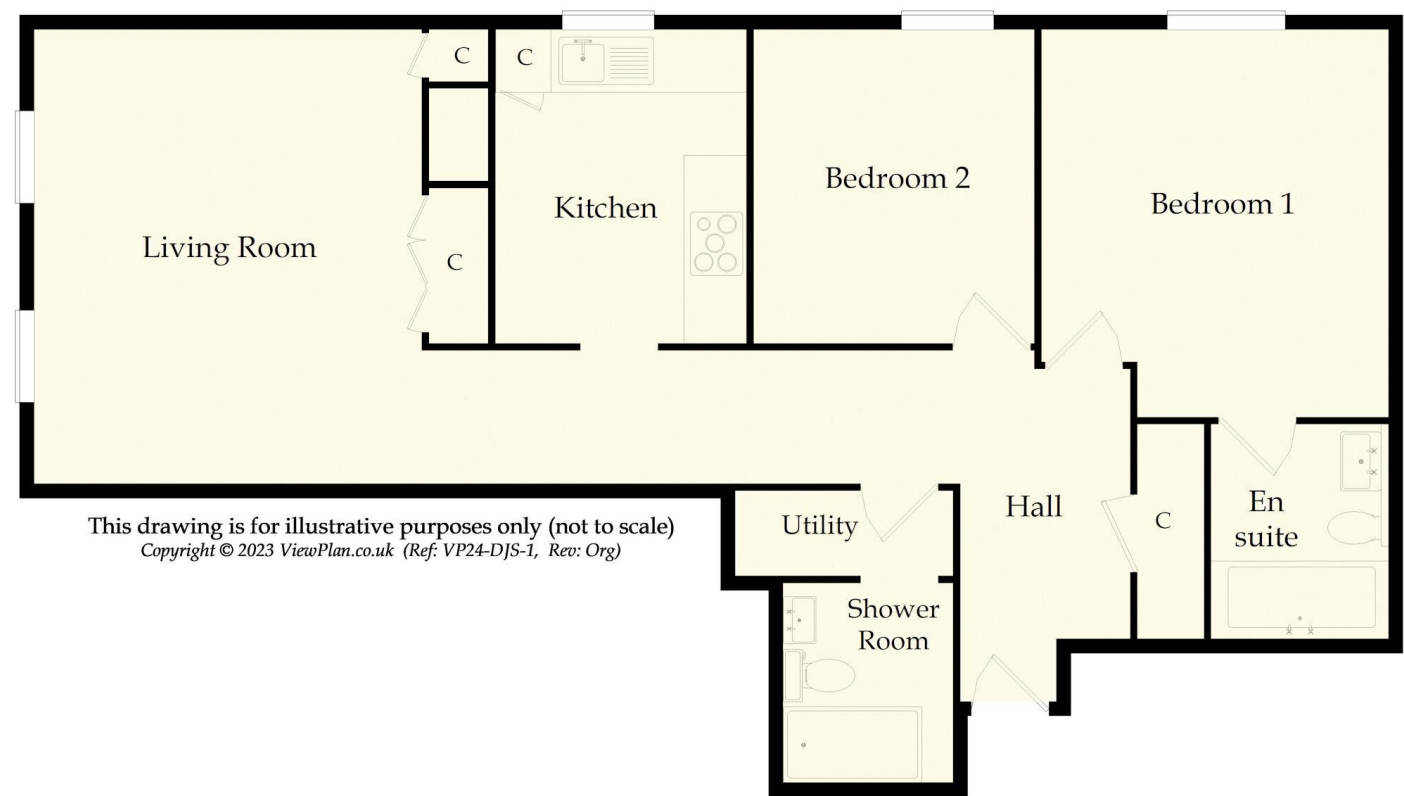 C
C
Bedroom 2
Kitchen
Bedroom 1
Living Room
C
This drawing is for illustrative purposes only (not to scale)
Copyright © 2023 ViewPlan.co.uk (Ref: VP24-DJS-1, Rev: Org)
Utility
Hall
C
En
suite
Shower
Room